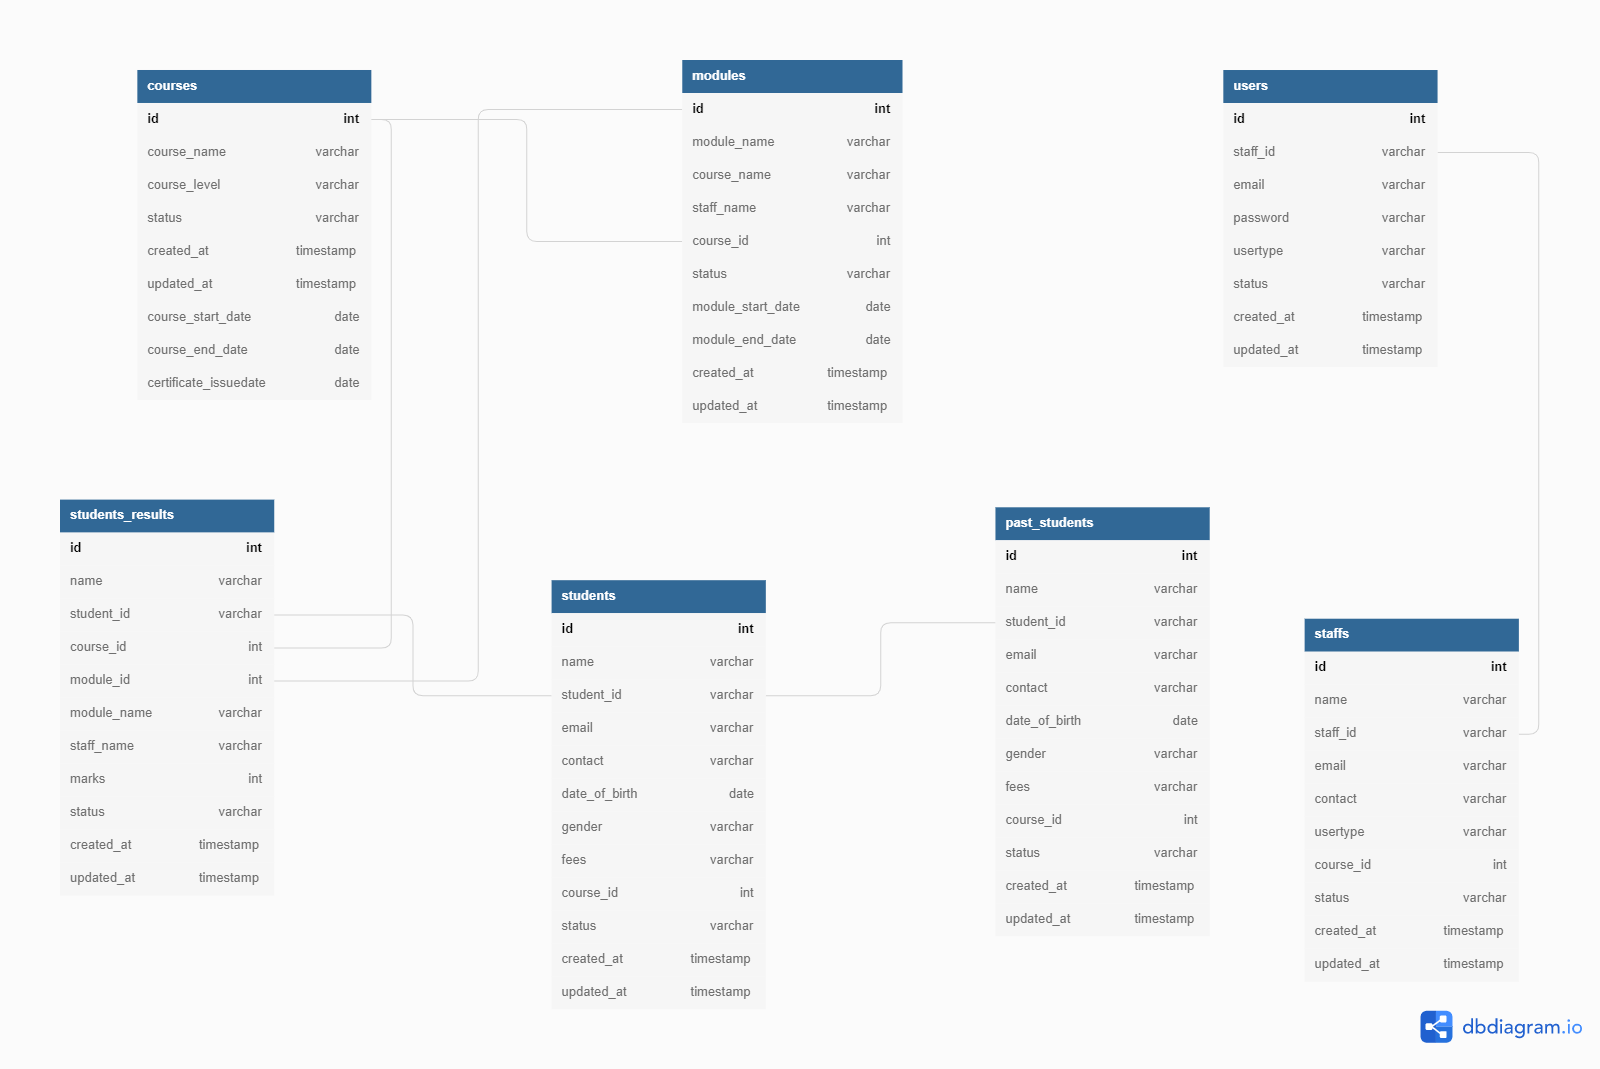 courses
id int
course_name varchar
course_level varchar
status varchar
created_at timestamp
updated_at timestamp
course_start_date date
course_end_date date
certificate_issuedate date
modules
id int
module_name varchar
course_name varchar
staff_name varchar
course_id int
status varchar
module_start_date date
module_end_date date
created_at timestamp
updated_at timestamp
users
id int
staff_id varchar
email varchar
password varchar
usertype varchar
status varchar
created_at timestamp
updated_at timestamp
students_results
id int
name varchar
student_id varchar
course_id int
module_id int
module_name varchar
staff_name varchar
marks int
status varchar
created_at timestamp
updated_at timestamp
students
id int
name varchar
student_id varchar
email varchar
contact varchar
date_of_birth date
gender varchar
fees varchar
course_id int
status varchar
created_at timestamp
updated_at timestamp
past_students
id int
name varchar
student_id varchar
email varchar
contact varchar
date_of_birth date
gender varchar
fees varchar
course_id int
status varchar
created_at timestamp
updated_at timestamp
staffs
id int
name varchar
staff_id varchar
email varchar
contact varchar
usertype varchar
course_id int
status varchar
created_at timestamp
updated_at timestamp
dbdiagram.io